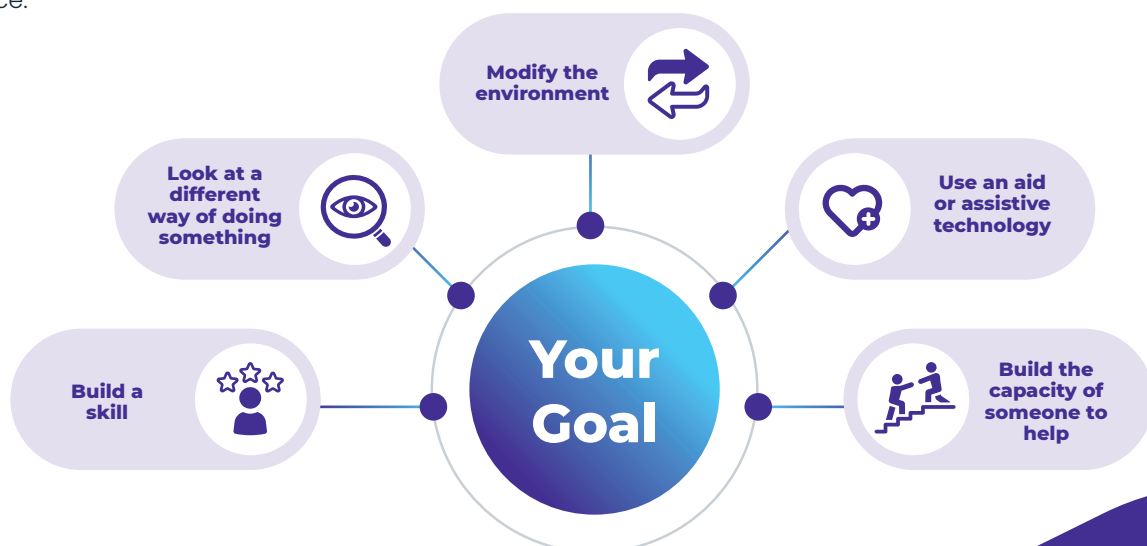 ce.
Modify the
environment
Look at a
different
way of doing
something
Use an aid
or assistive
technology
Build a
skill
Your
Goal
Build the
capacity of
someone to
help